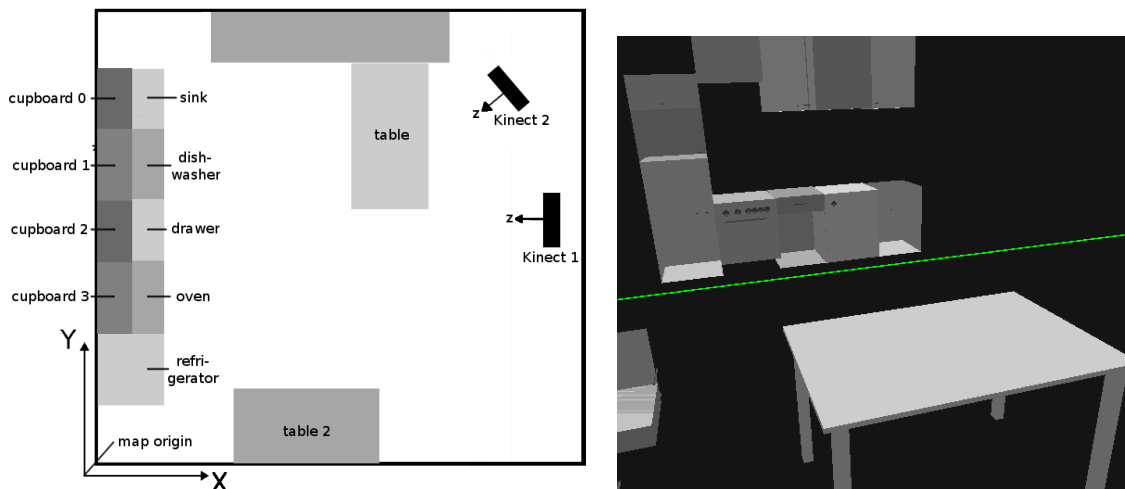 cupboard 0
sink
Kinect 2
z
table
cupboard 1
dish-
washer
z
cupboard 2
drawer
Kinect 1
cupboard 3
oven
Y
refri-
gerator
table 2
map origin
X